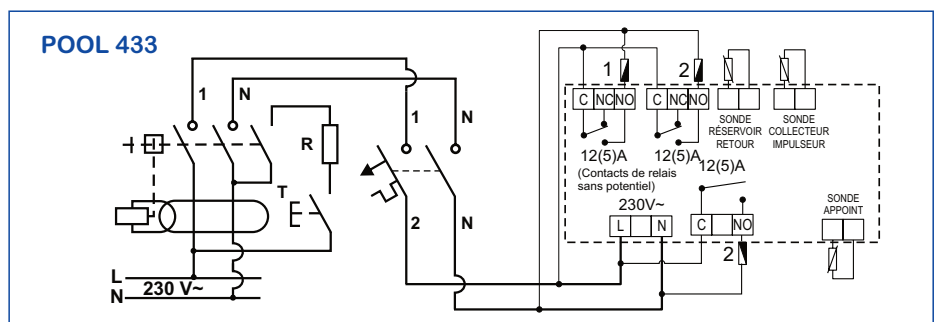 POOL 433
1
N
R
T
L
230 V~
N
1
N
2
N
1
2
C NC NO
C NC NO
SONDE
RÉSERVOIR
RETOUR
SONDE
COLLECTEUR
IMPULSEUR
12(5)A
12(5)A
12(5)A
(Contacts de relais
sans potentiel)
230V~
L
N
C
NO
2
SONDE
APPOINT